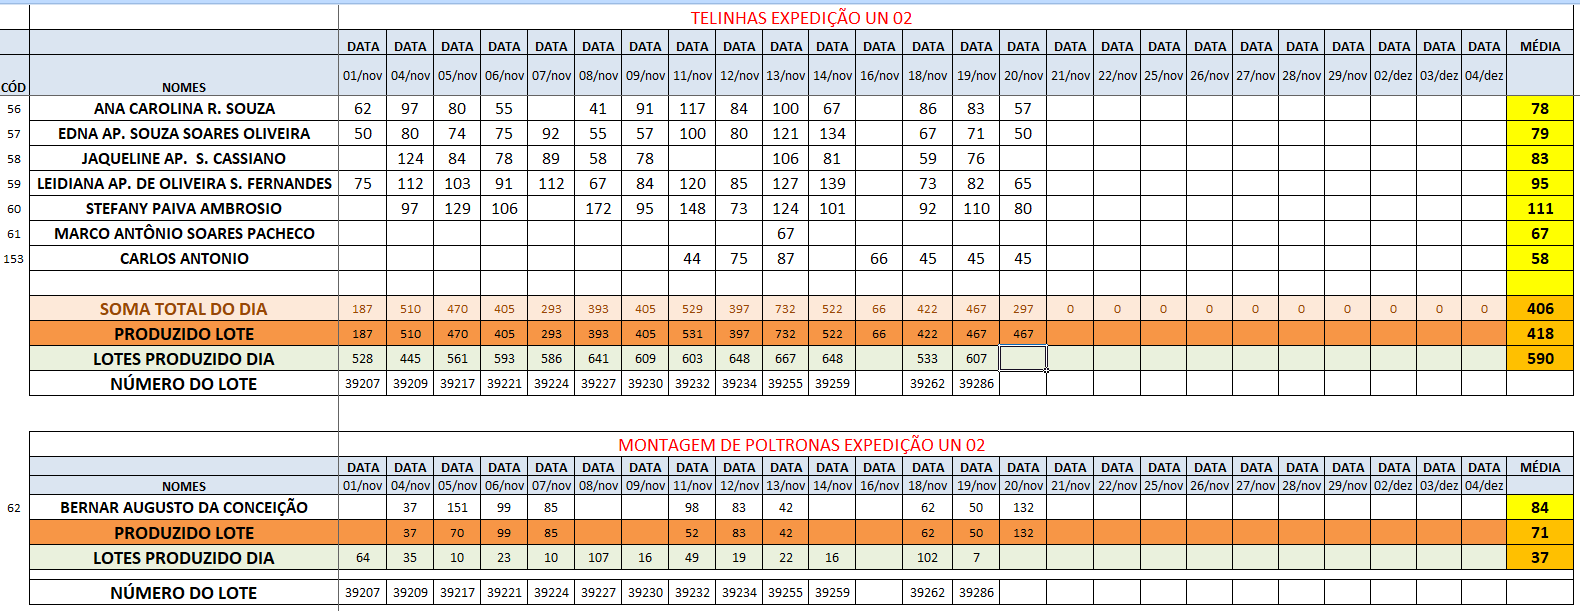 TELINHAS EXPEDIÇÃO UN 02
DATA DATA DATA DATA DATA DATA DATA DATA DATA DATA DATA DATA DATA DATA DATA DATA DATA DATA DATA DATA DATA DATA DATA DATA DATA MÉDIA
CÓD NOMES 01/nov 04/nov 05/nov 06/nov 07/nov 08/nov 09/nov 11/nov 12/nov 13/nov 14/nov 16/nov 18/nov 19/nov 20/nov 21/nov 22/nov 25/nov 26/nov 27/nov 28/nov 29/nov 02/dez 03/dez 04/dez
56 ANA CAROLINA R. SOUZA 62 97 80 55 41 91 117 84 100 67 86 83 57 78
57 EDNA AP. SOUZA SOARES OLIVEIRA 50 80 74 75 92 55 57 100 80 121 134 67 71 50 79
58 JAQUELINE AP. S. CASSIANO 124 84 78 89 58 78 106 81 59 76 83
59 LEIDIANA AP. DE OLIVEIRA S. FERNANDES 75 112 103 91 112 67 84 120 85 127 139 73 82 65 95
60 STEFANY PAIVA AMBROSIO 97 129 106 172 95 148 73 124 101 92 110 80 111
61 MARCO ANTÔNIO SOARES PACHECO 67 67
153 CARLOS ANTONIO 44 75 87 66 45 45 45 58
SOMA TOTAL DO DIA 187 510 470 405 293 393 405 529 397 732 522 66 422 467 297 0 0 0 0 0 0 0 0 0 0 406
PRODUZIDO LOTE 187 510 470 405 293 393 405 531 397 732 522 66 422 467 467 418
LOTES PRODUZIDO DIA 528 445 561 593 586 641 609 603 648 667 648 533 607 590
NÚMERO DO LOTE 39207 39209 39217 39221 39224 39227 39230 39232 39234 39255 39259 39262 39286
MONTAGEM DE POLTRONAS EXPEDIÇÃO UN 02
DATA DATA DATA DATA DATA DATA DATA DATA DATA DATA DATA DATA DATA DATA DATA DATA DATA DATA DATA DATA DATA DATA DATA DATA DATA MÉDIA
NOMES 01/nov 04/nov 05/nov 06/nov 07/nov 08/nov 09/nov 11/nov 12/nov 13/nov 14/nov 16/nov 18/nov 19/nov 20/nov 21/nov 22/nov 25/nov 26/nov 27/nov 28/nov 29/nov 02/dez 03/dez 04/dez
62 BERNAR AUGUSTO DA CONCEIÇÃO 37 151 99 85 98 83 42 62 50 132 84
PRODUZIDO LOTE 37 70 99 85 52 83 42 62 50 132 71
LOTES PRODUZIDO DIA 64 35 10 23 10 107 16 49 19 22 16 102 7 37
NÚMERO DO LOTE 39207 39209 39217 39221 39224 39227 39230 39232 39234 39255 39259 39262 39286